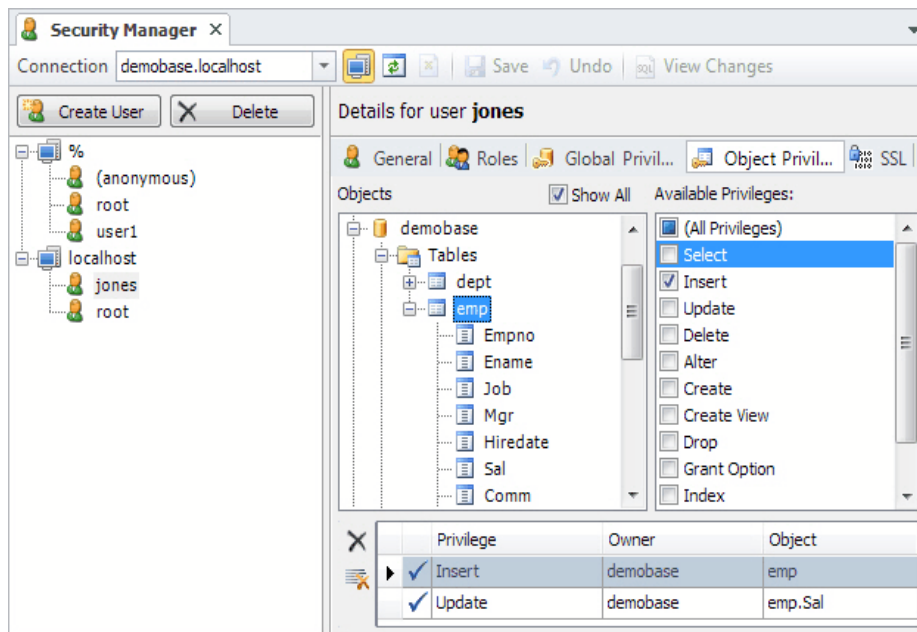 Security Manager
Connection demobase.localhost Save Undo SQL View Changes
Create User Delete
%
(anonymous)
root
user1
localhost
jones
root
Details for user jones
General Roles Global Privil... Object Privil... SSL
Objects Show All Available Privileges:
demobase
Tables
dept
emp
Empno
Ename
Job
Mgr
Hiredate
Sal
Comm
(All Privileges)
Select
Insert
Update
Delete
Alter
Create
Create View
Drop
Grant Option
Index
Privilege Owner Object
Insert demobase emp
Update demobase emp.Sal